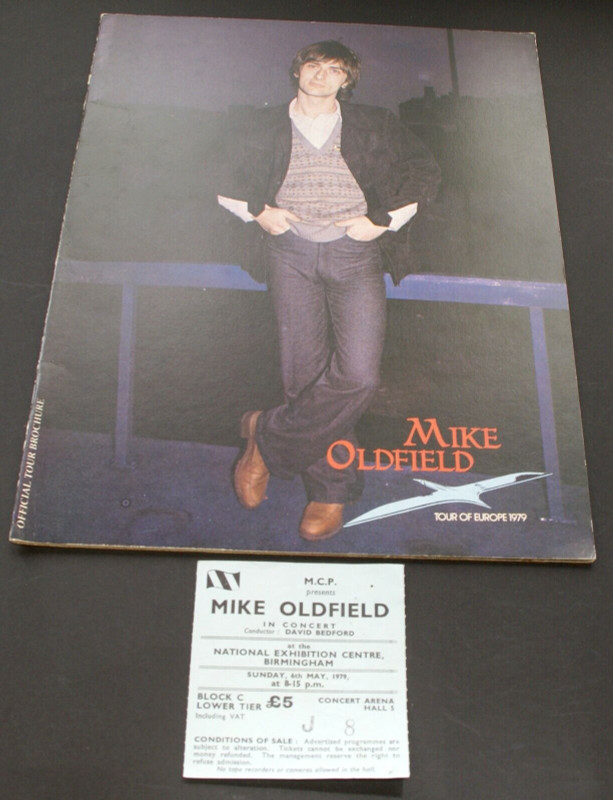 OFFICIAL TOUR BROCHURE
MIKE
OLDFIELD
TOUR OF EUROPE 1979
M.C.P.
presents
MIKE OLDFIELD
IN CONCERT
Conductor : DAVID BEDFORD
at the
NATIONAL EXHIBITION CENTRE,
BIRMINGHAM
SUNDAY, 6th MAY, 1979,
at 8-15 p.m.
BLOCK C
LOWER TIER £5
Including VAT
CONCERT ARENA
HALL 5
J 8
CONDITIONS OF SALE : Advertised programmes are
subject to alteration. Tickets cannot be exchanged nor
money refunded. The management reserve the right to
refuse admission.
No tape recorders or cameras allowed in the hall.